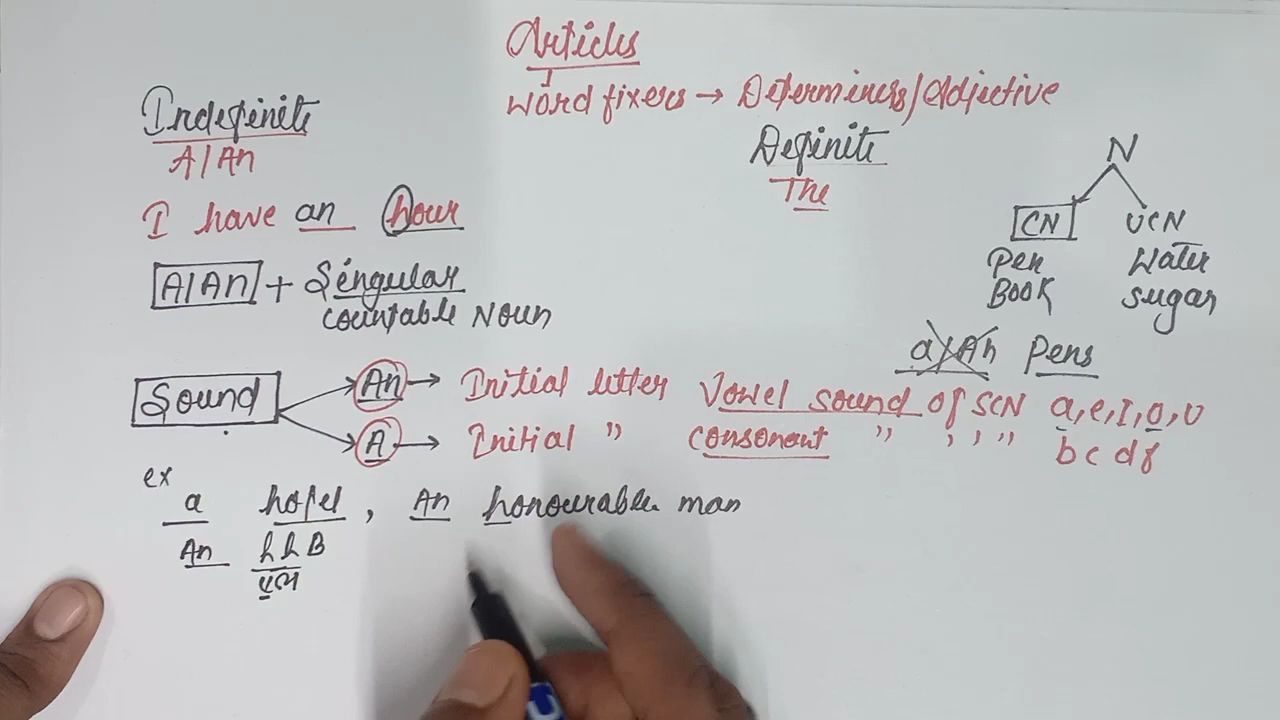 Articles
Word fixers → Determiners/Adjective
Indefinite
A/An
Definite
The
I have an hour
A/An + Singular
countable Noun
N
CN UCN
Pen Water
Book Sugar
a/An Pens
Sound
An → Initial letter Vowel sound of SCN a, e, I, o, U
A → Initial " consonant " , , " b c d f
ex
a hotel, An honourable man
An LLB
एल